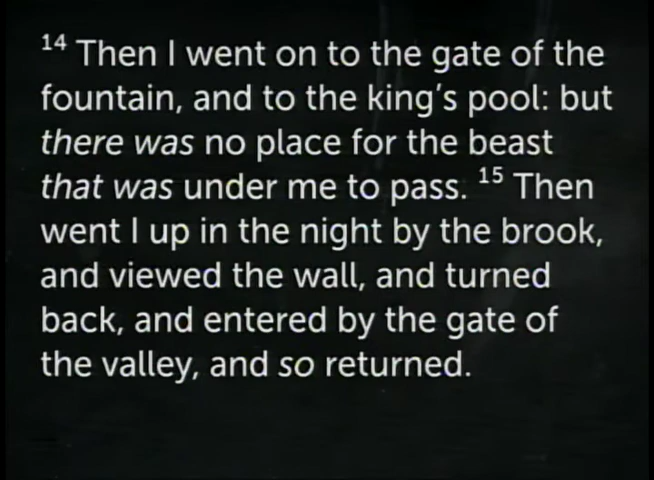 14 Then I went on to the gate of the
fountain, and to the king's pool: but
there was no place for the beast
that was under me to pass. 15 Then
went I up in the night by the brook,
and viewed the wall, and turned
back, and entered by the gate of
the valley, and so returned.